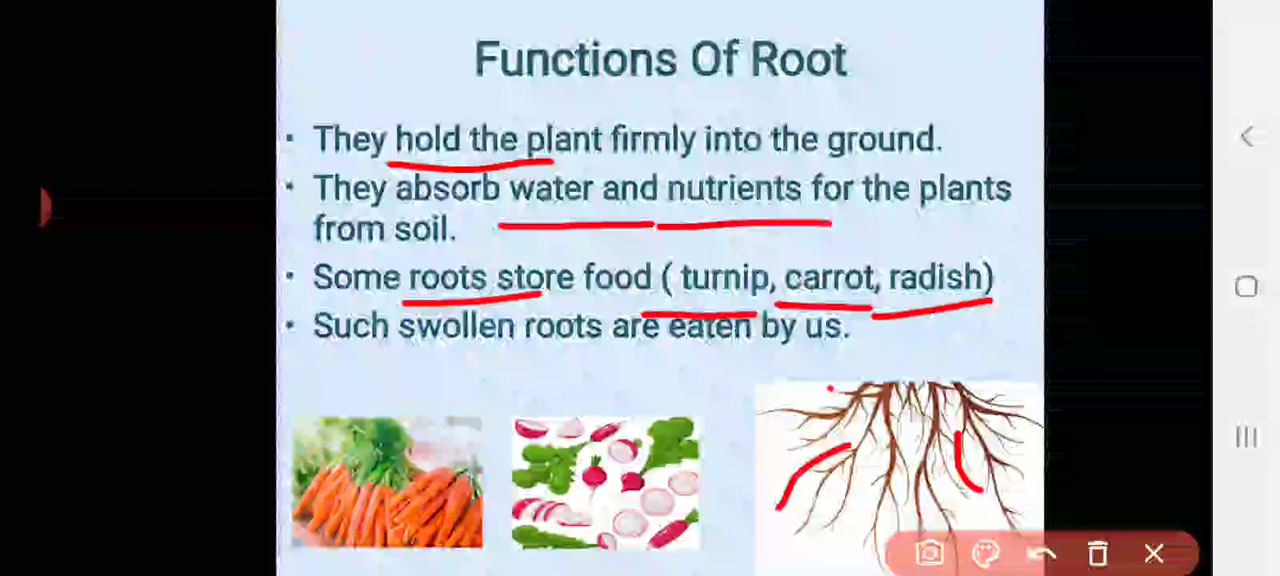 Functions Of Root
• They hold the plant firmly into the ground.
• They absorb water and nutrients for the plants
from soil.
• Some roots store food ( turnip, carrot, radish)
• Such swollen roots are eaten by us.